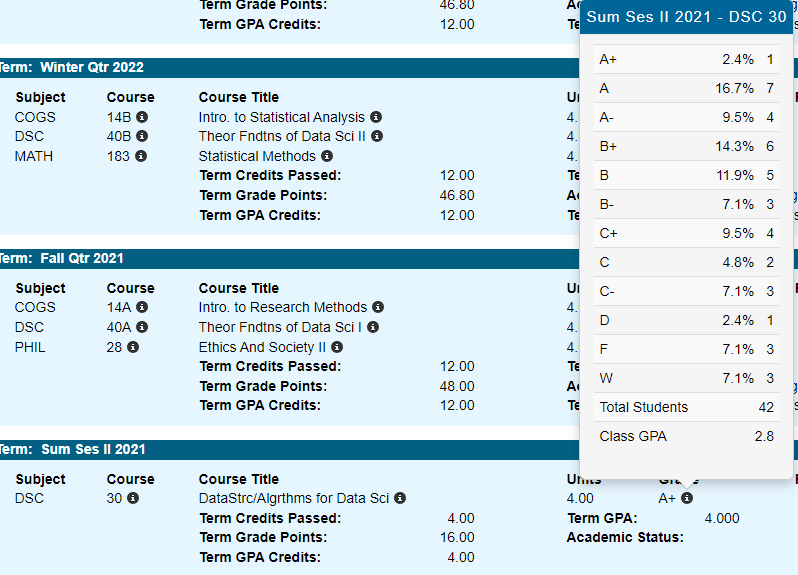 Term Grade Points: 46.80
Term GPA Credits: 12.00
Term: Winter Qtr 2022
Subject Course Course Title
COGS 14B Intro. to Statistical Analysis 4.
DSC 40B Theor Fndtns of Data Sci II 4.
MATH 183 Statistical Methods 4.
Term Credits Passed: 12.00
Term Grade Points: 46.80
Term GPA Credits: 12.00
Term: Fall Qtr 2021
Subject Course Course Title
COGS 14A Intro. to Research Methods 4.
DSC 40A Theor Fndtns of Data Sci I 4.
PHIL 28 Ethics And Society II 4.
Term Credits Passed: 12.00
Term Grade Points: 48.00
Term GPA Credits: 12.00
Term: Sum Ses II 2021
Subject Course Course Title Units Grade
DSC 30 DataStrc/Algrthms for Data Sci 4.00 A+
Term Credits Passed: 4.00 Term GPA: 4.000
Term Grade Points: 16.00 Academic Status:
Term GPA Credits: 4.00
Sum Ses II 2021 - DSC 30
A+ 2.4% 1
A 16.7% 7
A- 9.5% 4
B+ 14.3% 6
B 11.9% 5
B- 7.1% 3
C+ 9.5% 4
C 4.8% 2
C- 7.1% 3
D 2.4% 1
F 7.1% 3
W 7.1% 3
Total Students 42
Class GPA 2.8